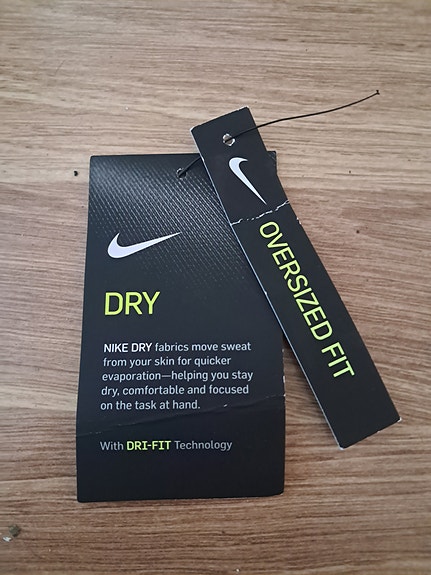 DRY
NIKE DRY fabrics move sweat
from your skin for quicker
evaporation—helping you stay
dry, comfortable and focused
on the task at hand.
With DRI-FIT Technology
OVERSIZED FIT